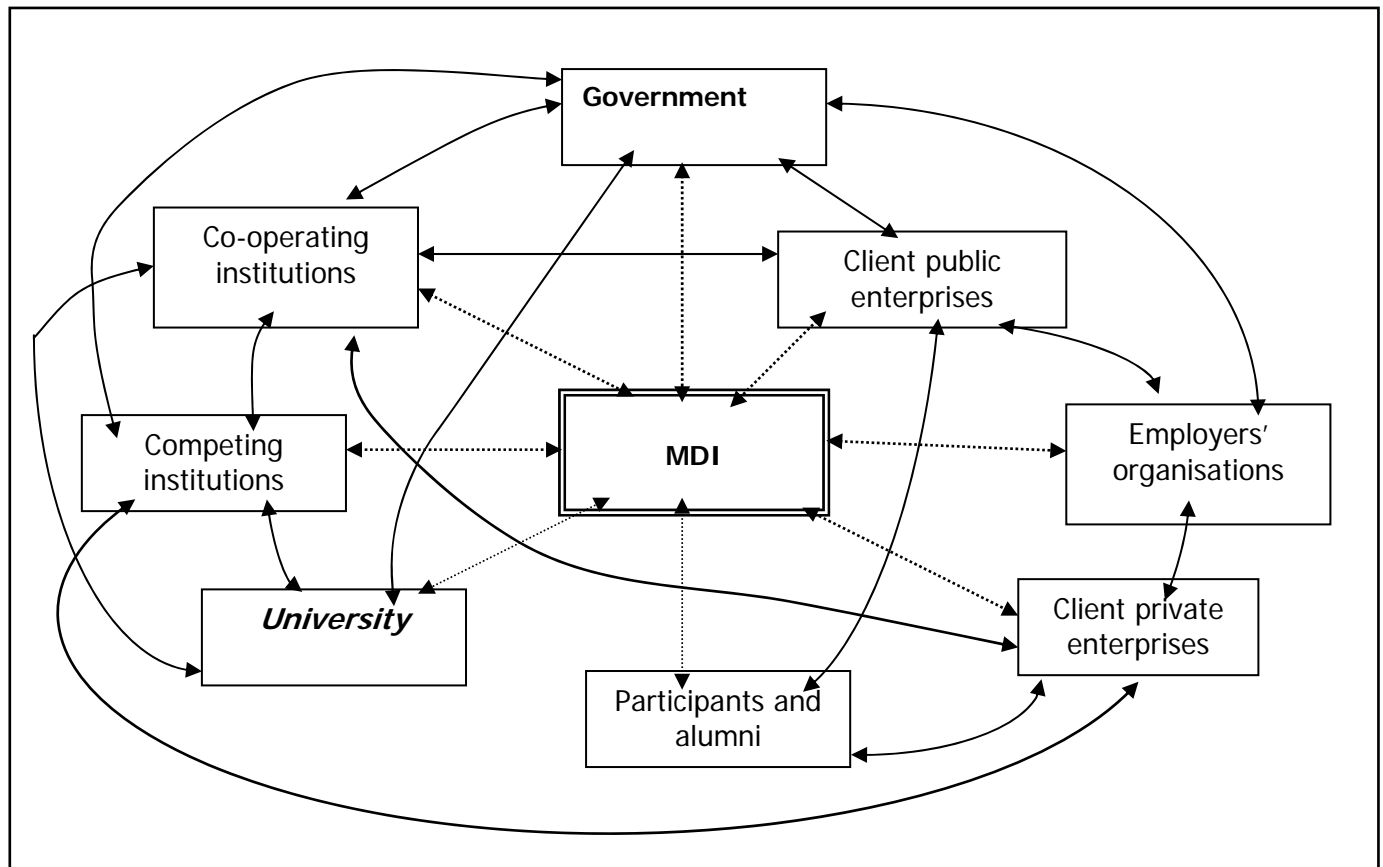 Government
Co-operating
institutions
Client public
enterprises
Competing
institutions
MDI
Employers’
organisations
University
Client private
enterprises
Participants and
alumni